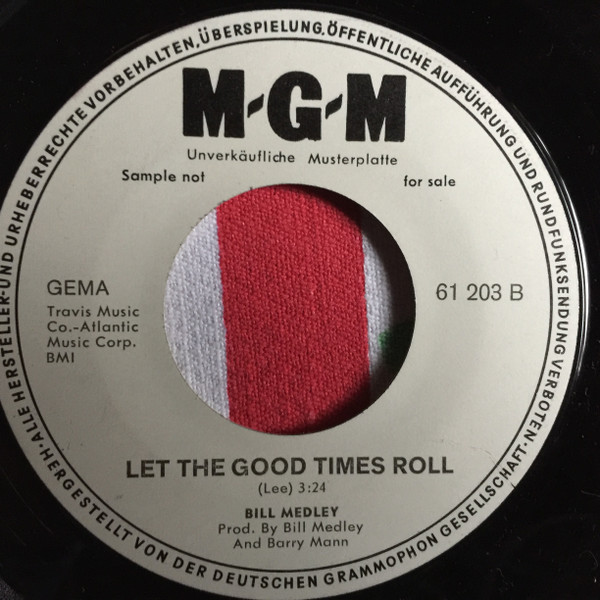 ·ALLE HERSTELLER-UND URHEBERRECHTE VORBEHALTEN,ÜBERSPIELUNG,ÖFFENTLICHE AUFFÜHRUNG UND RUNDFUNKSENDUNG VERBOTEN·
M-G-M
Unverkäufliche Musterplatte
Sample not for sale
GEMA
61 203 B
Travis Music
Co.-Atlantic
Music Corp.
BMI
LET THE GOOD TIMES ROLL
(Lee) 3:24
BILL MEDLEY
Prod. By Bill Medley
And Barry Mann
HERGESTELLT VON DER DEUTSCHEN GRAMMOPHON GESELLSCHAFT·